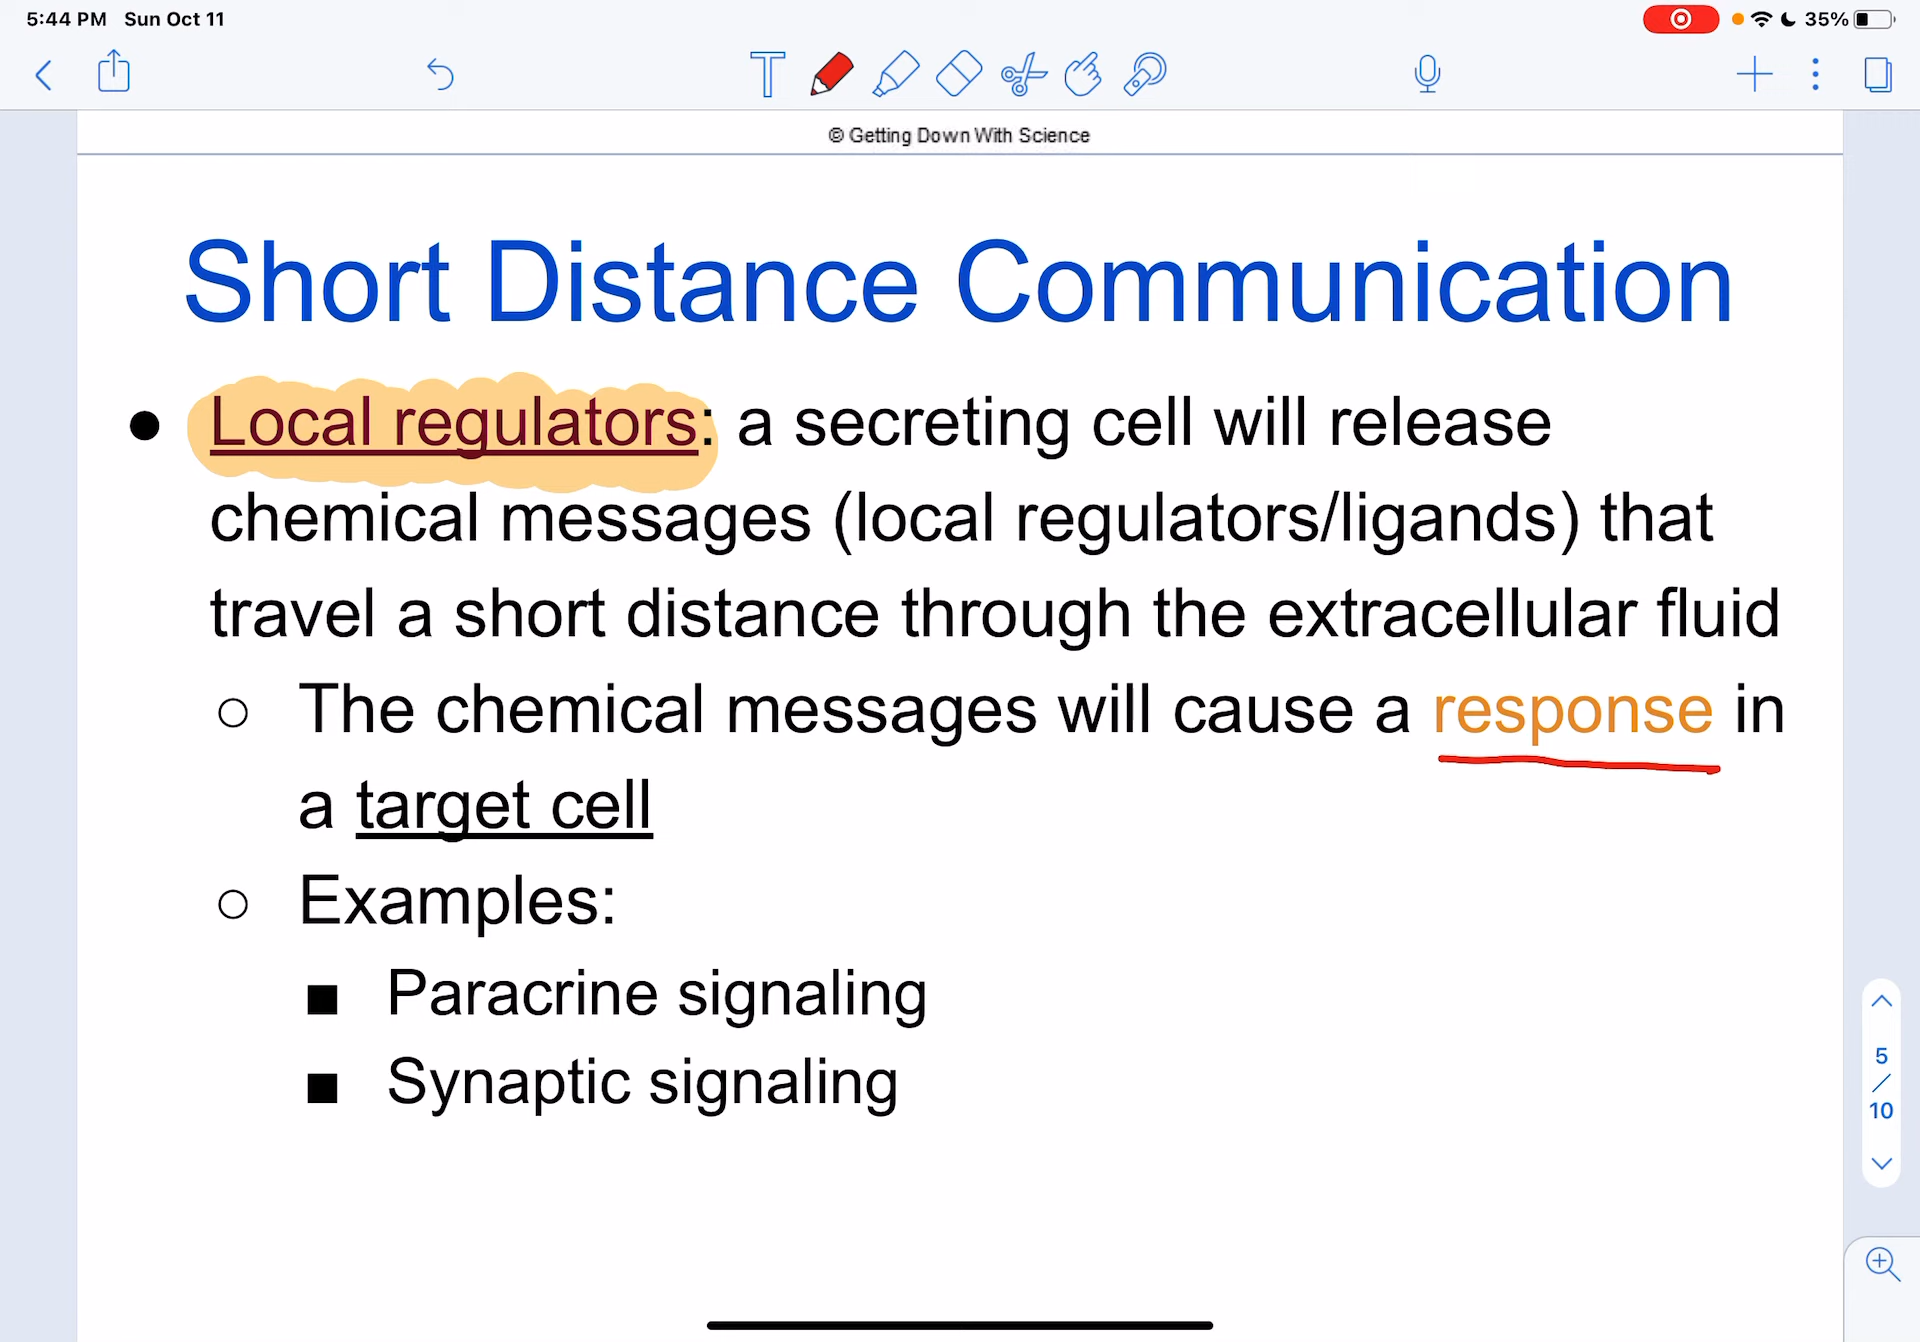 5:44 PM Sun Oct 11
35%
T
© Getting Down With Science
Short Distance Communication
● Local regulators: a secreting cell will release
chemical messages (local regulators/ligands) that
travel a short distance through the extracellular fluid
○ The chemical messages will cause a response in
a target cell
○ Examples:
■ Paracrine signaling
■ Synaptic signaling
5
/
10